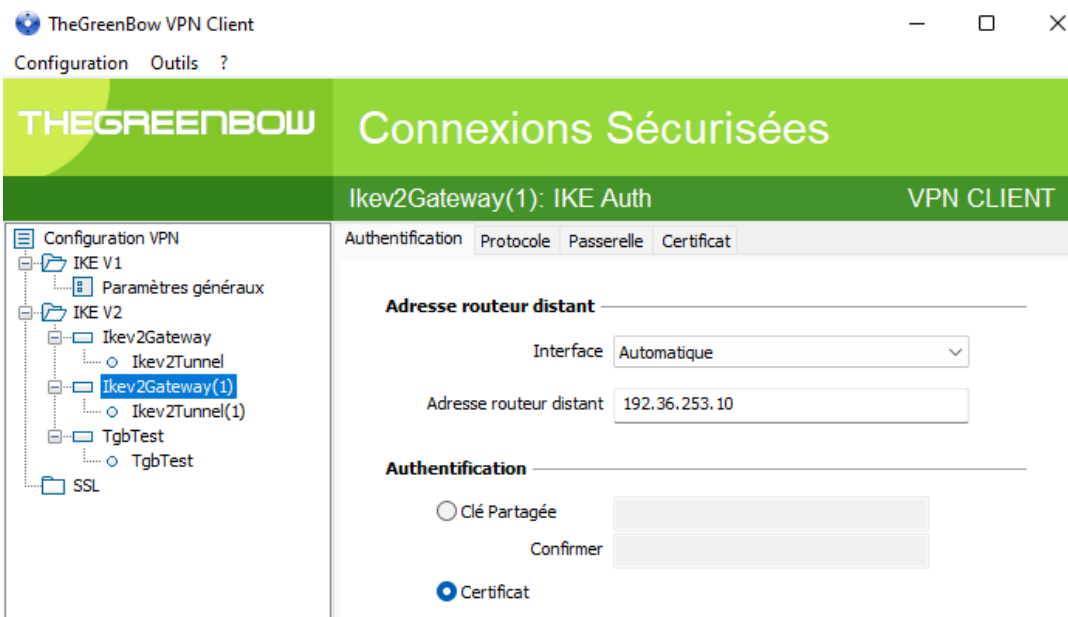 TheGreenBow VPN Client
Configuration Outils ?
THEGREENBOW Connexions Sécurisées
Ikev2Gateway(1): IKE Auth VPN CLIENT
Configuration VPN
IKE V1
Paramètres généraux
IKE V2
Ikev2Gateway
Ikev2Tunnel
Ikev2Gateway(1)
Ikev2Tunnel(1)
TgbTest
TgbTest
SSL
Authentification Protocole Passerelle Certificat
Adresse routeur distant
Interface Automatique
Adresse routeur distant 192.36.253.10
Authentification
Clé Partagée
Confirmer
Certificat